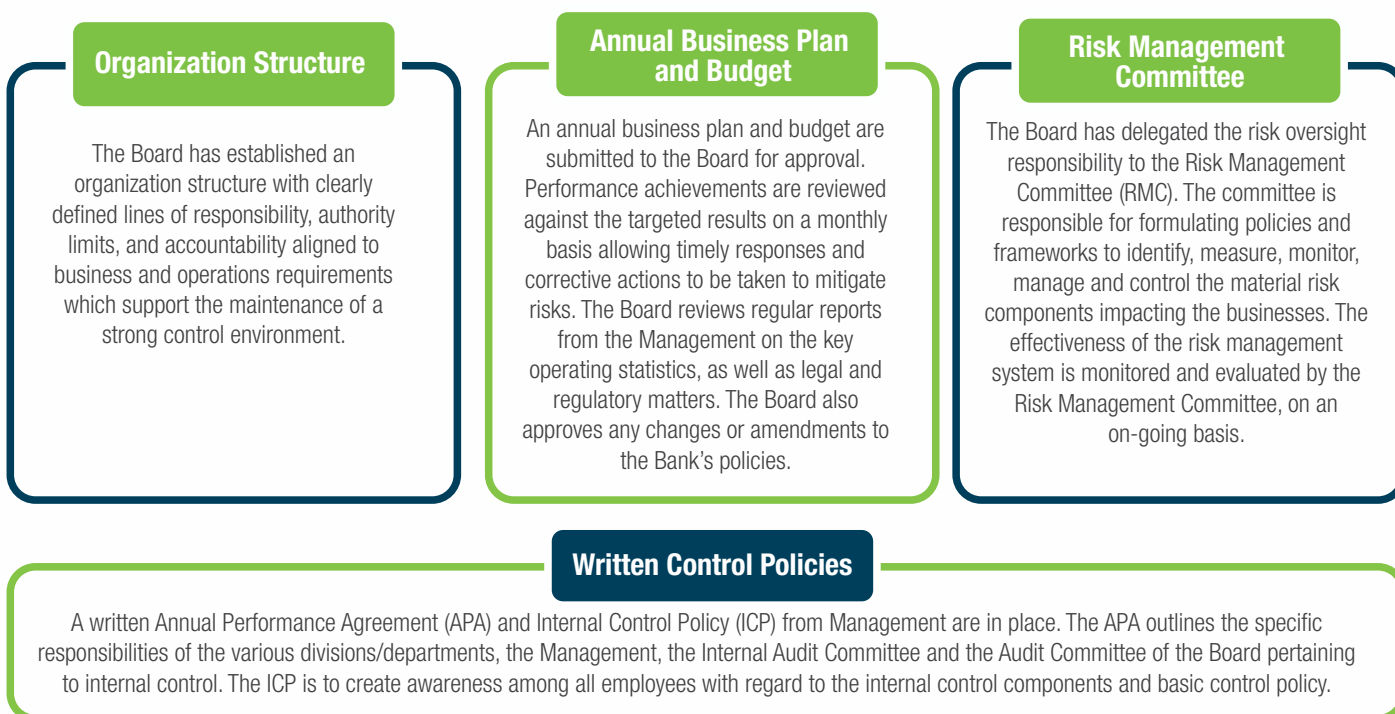 Organization Structure
The Board has established an
organization structure with clearly
defined lines of responsibility, authority
limits, and accountability aligned to
business and operations requirements
which support the maintenance of a
strong control environment.
Annual Business Plan
and Budget
An annual business plan and budget are
submitted to the Board for approval.
Performance achievements are reviewed
against the targeted results on a monthly
basis allowing timely responses and
corrective actions to be taken to mitigate
risks. The Board reviews regular reports
from the Management on the key
operating statistics, as well as legal and
regulatory matters. The Board also
approves any changes or amendments to
the Bank’s policies.
Risk Management
Committee
The Board has delegated the risk oversight
responsibility to the Risk Management
Committee (RMC). The committee is
responsible for formulating policies and
frameworks to identify, measure, monitor,
manage and control the material risk
components impacting the businesses. The
effectiveness of the risk management
system is monitored and evaluated by the
Risk Management Committee, on an
on-going basis.
Written Control Policies
A written Annual Performance Agreement (APA) and Internal Control Policy (ICP) from Management are in place. The APA outlines the specific
responsibilities of the various divisions/departments, the Management, the Internal Audit Committee and the Audit Committee of the Board pertaining
to internal control. The ICP is to create awareness among all employees with regard to the internal control components and basic control policy.